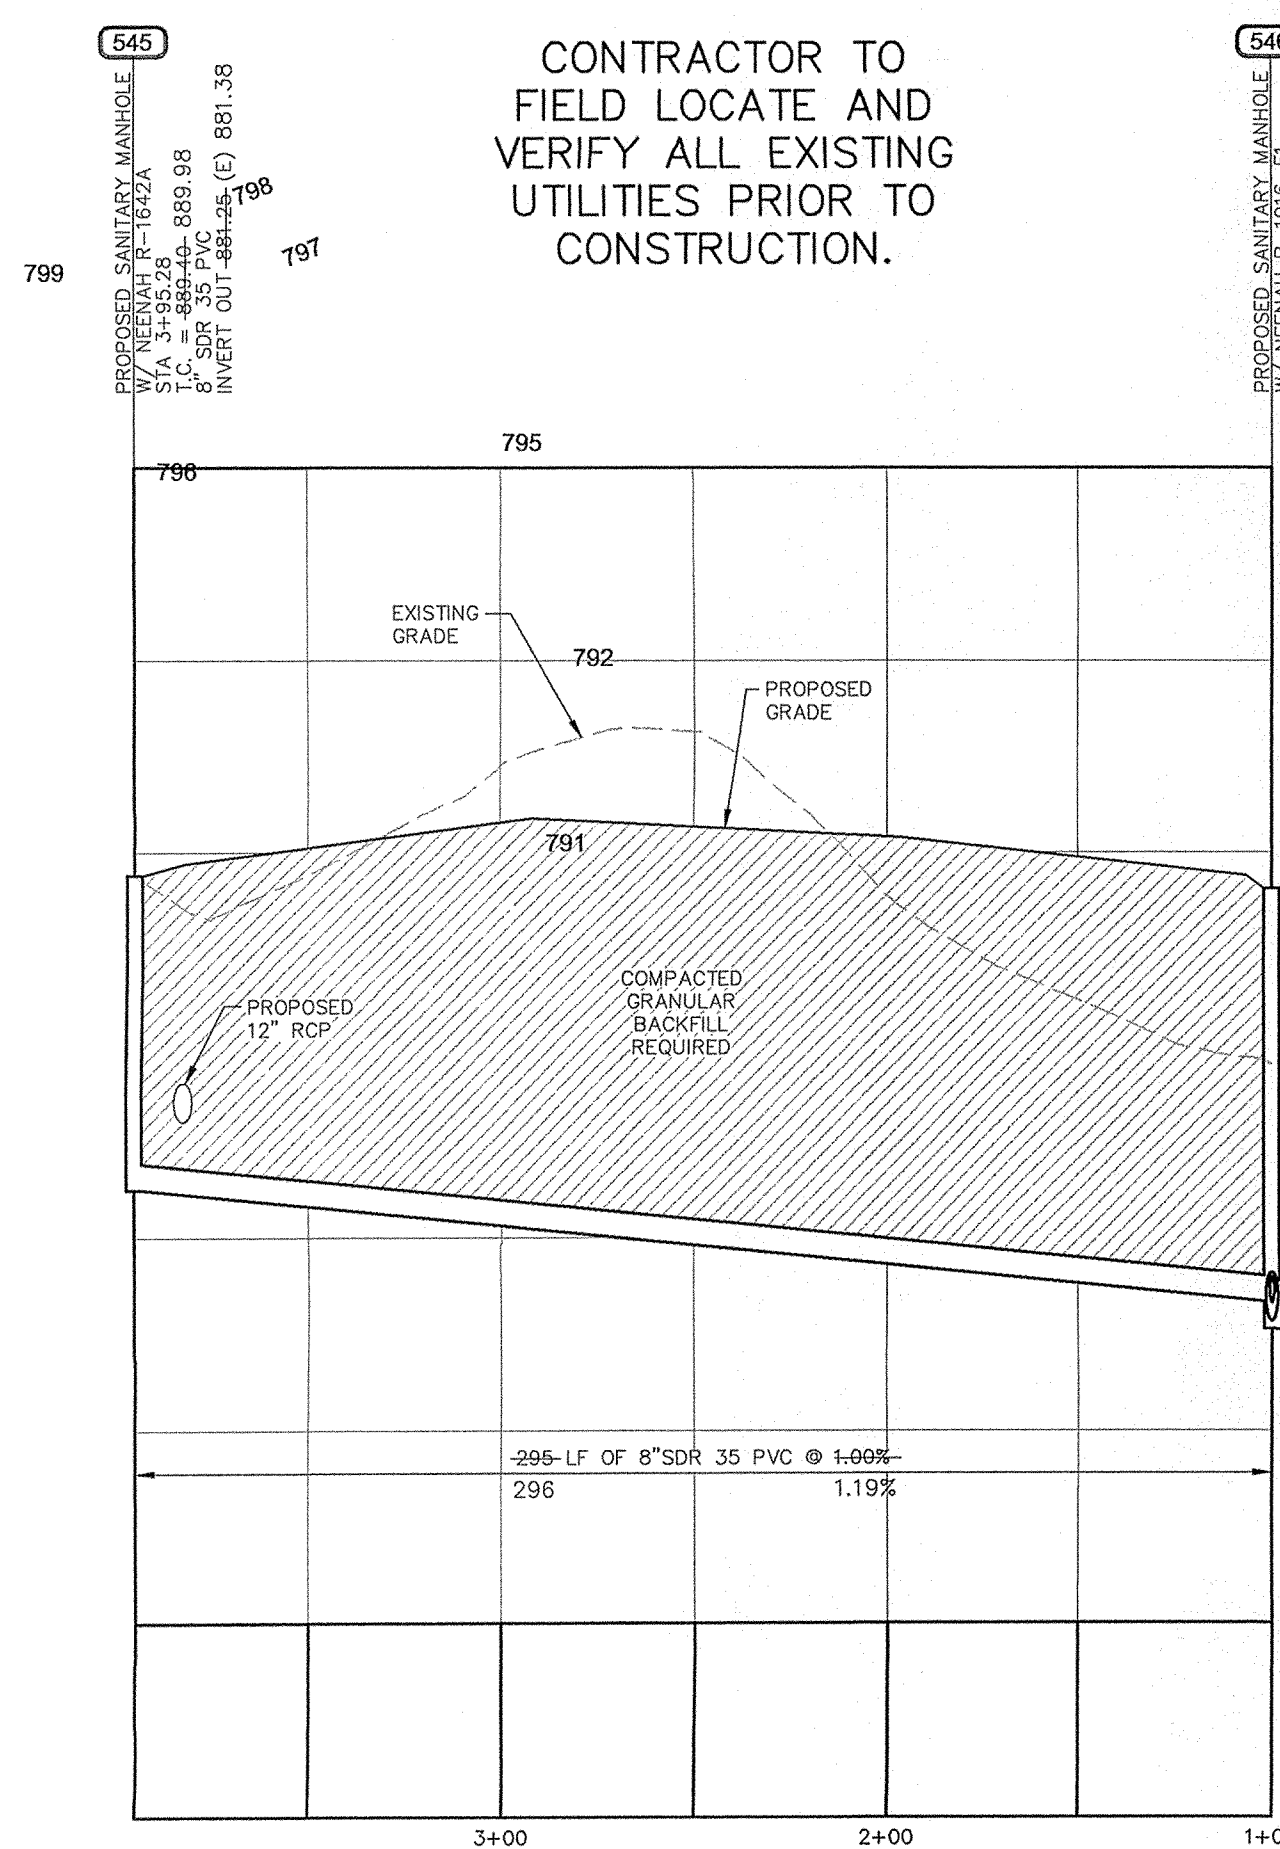 545
PROPOSED SANITARY MANHOLE
W/ NEENAH R-1642A
STA 3+95.28
T.C. = 889.40 889.98
8" SDR 35 PVC
INVERT OUT 881.25 (E) 881.38
798
797
799
CONTRACTOR TO
FIELD LOCATE AND
VERIFY ALL EXISTING
UTILITIES PRIOR TO
CONSTRUCTION.
PROPOSED SANITARY MANHOLE
795
796
EXISTING
GRADE
792
PROPOSED
GRADE
791
COMPACTED
GRANULAR
BACKFILL
REQUIRED
PROPOSED
12" RCP
295 LF OF 8"SDR 35 PVC @ 1.00%
296 1.19%
3+00 2+00